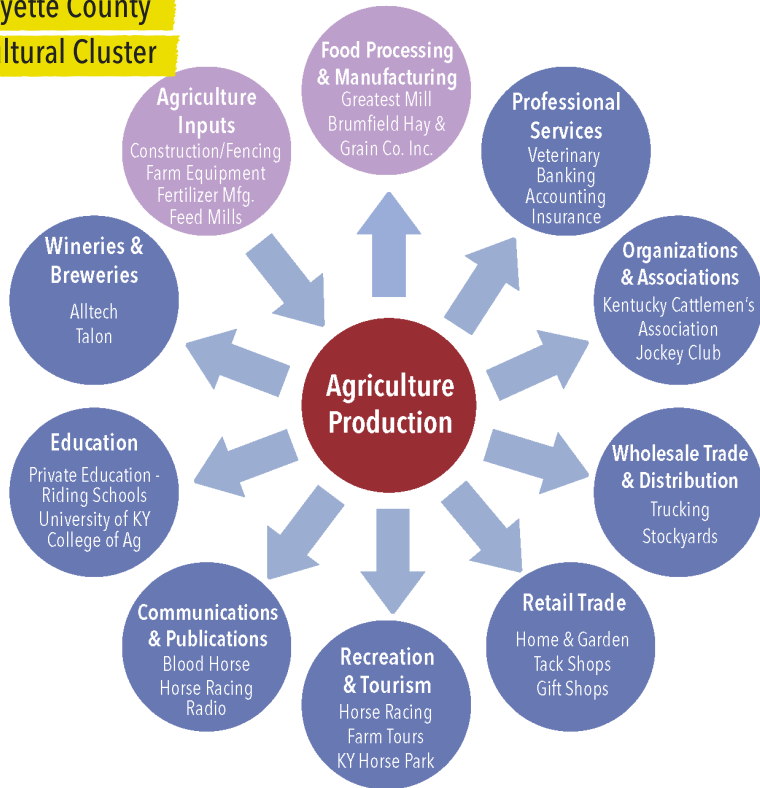 County
Cluster
Food Processing
& Manufacturing
Greatest Mill
Brumfield Hay &
Grain Co. Inc.
Agriculture
Inputs
Construction/Fencing
Farm Equipment
Fertilizer Mfg.
Feed Mills
Professional
Services
Veterinary
Banking
Accounting
Insurance
Wineries &
Breweries
Alltech
Talon
Organizations
& Associations
Kentucky Cattlemen's
Association
Jockey Club
Agriculture
Production
Education
Private Education -
Riding Schools
University of KY
College of Ag
Wholesale Trade
& Distribution
Trucking
Stockyards
Communications
& Publications
Blood Horse
Horse Racing
Radio
Recreation
& Tourism
Horse Racing
Farm Tours
KY Horse Park
Retail Trade
Home & Garden
Tack Shops
Gift Shops